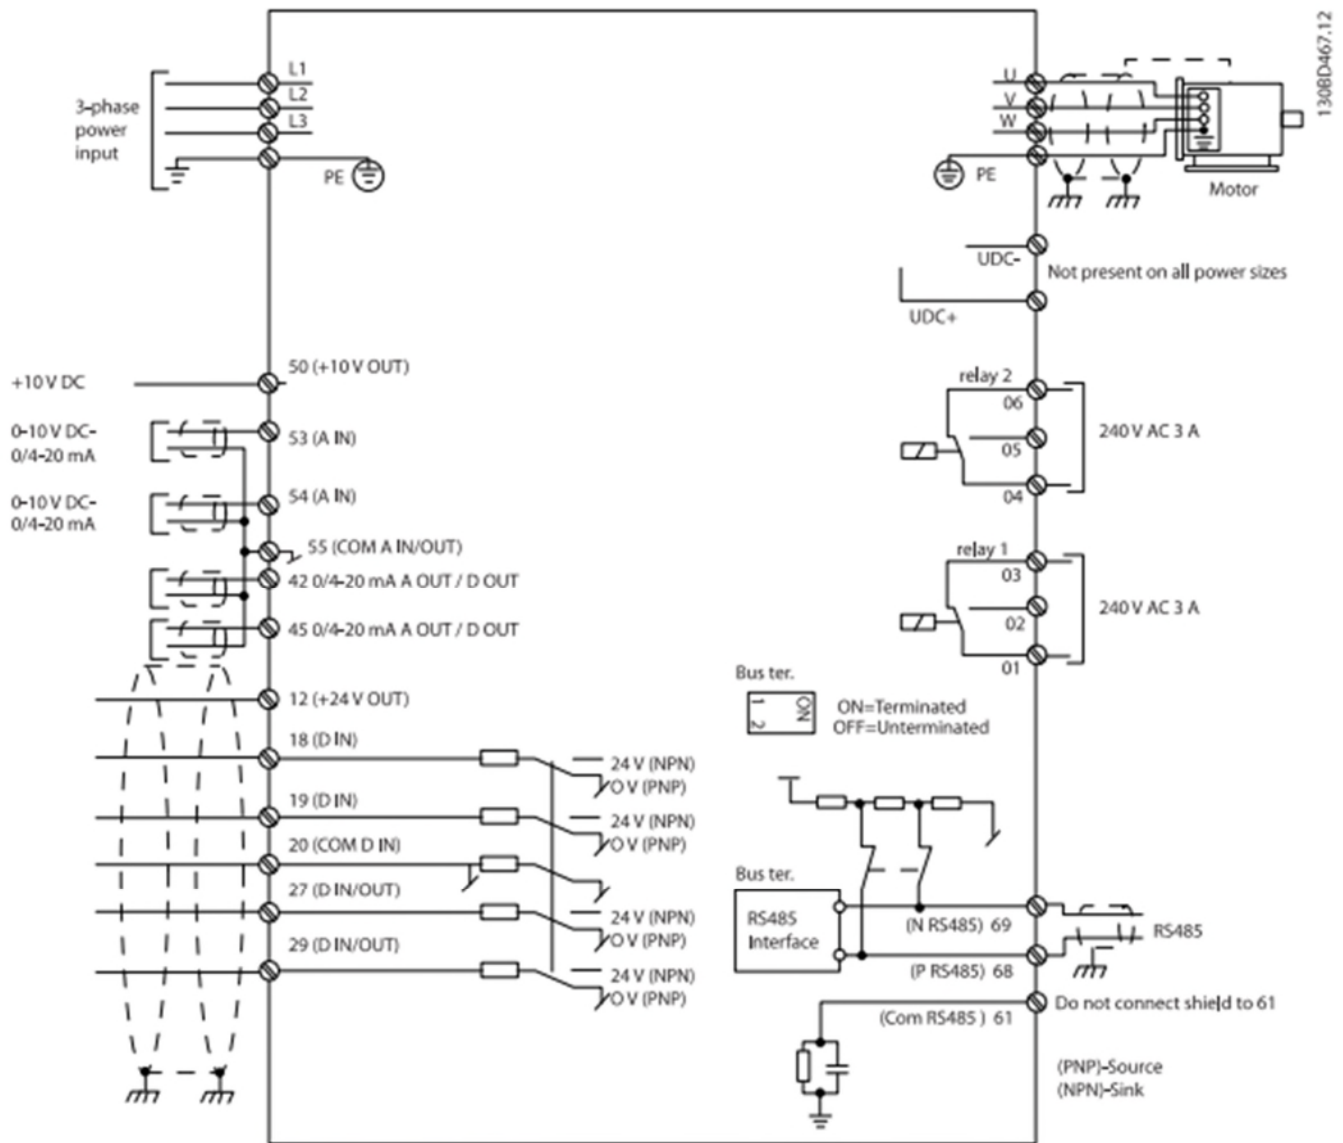 130BD467.12
3-phase
power
input
L1
L2
L3
PE
U
V
W
PE
Motor
UDC-
Not present on all power sizes
UDC+
+10 V DC
50 (+10 V OUT)
0-10 V DC-
0/4-20 mA
53 (A IN)
0-10 V DC-
0/4-20 mA
54 (A IN)
55 (COM A IN/OUT)
42 0/4-20 mA A OUT / D OUT
45 0/4-20 mA A OUT / D OUT
12 (+24 V OUT)
18 (D IN)
24 V (NPN)
O V (PNP)
19 (D IN)
24 V (NPN)
O V (PNP)
20 (COM D IN)
27 (D IN/OUT)
24 V (NPN)
O V (PNP)
29 (D IN/OUT)
24 V (NPN)
O V (PNP)
relay 2
06
05
04
240 V AC 3 A
relay 1
03
02
01
240 V AC 3 A
Bus ter.
ON
1 2
ON=Terminated
OFF=Unterminated
Bus ter.
RS485
Interface
(N RS485) 69
RS485
(P RS485) 68
(Com RS485 ) 61
Do not connect shield to 61
(PNP)-Source
(NPN)-Sink